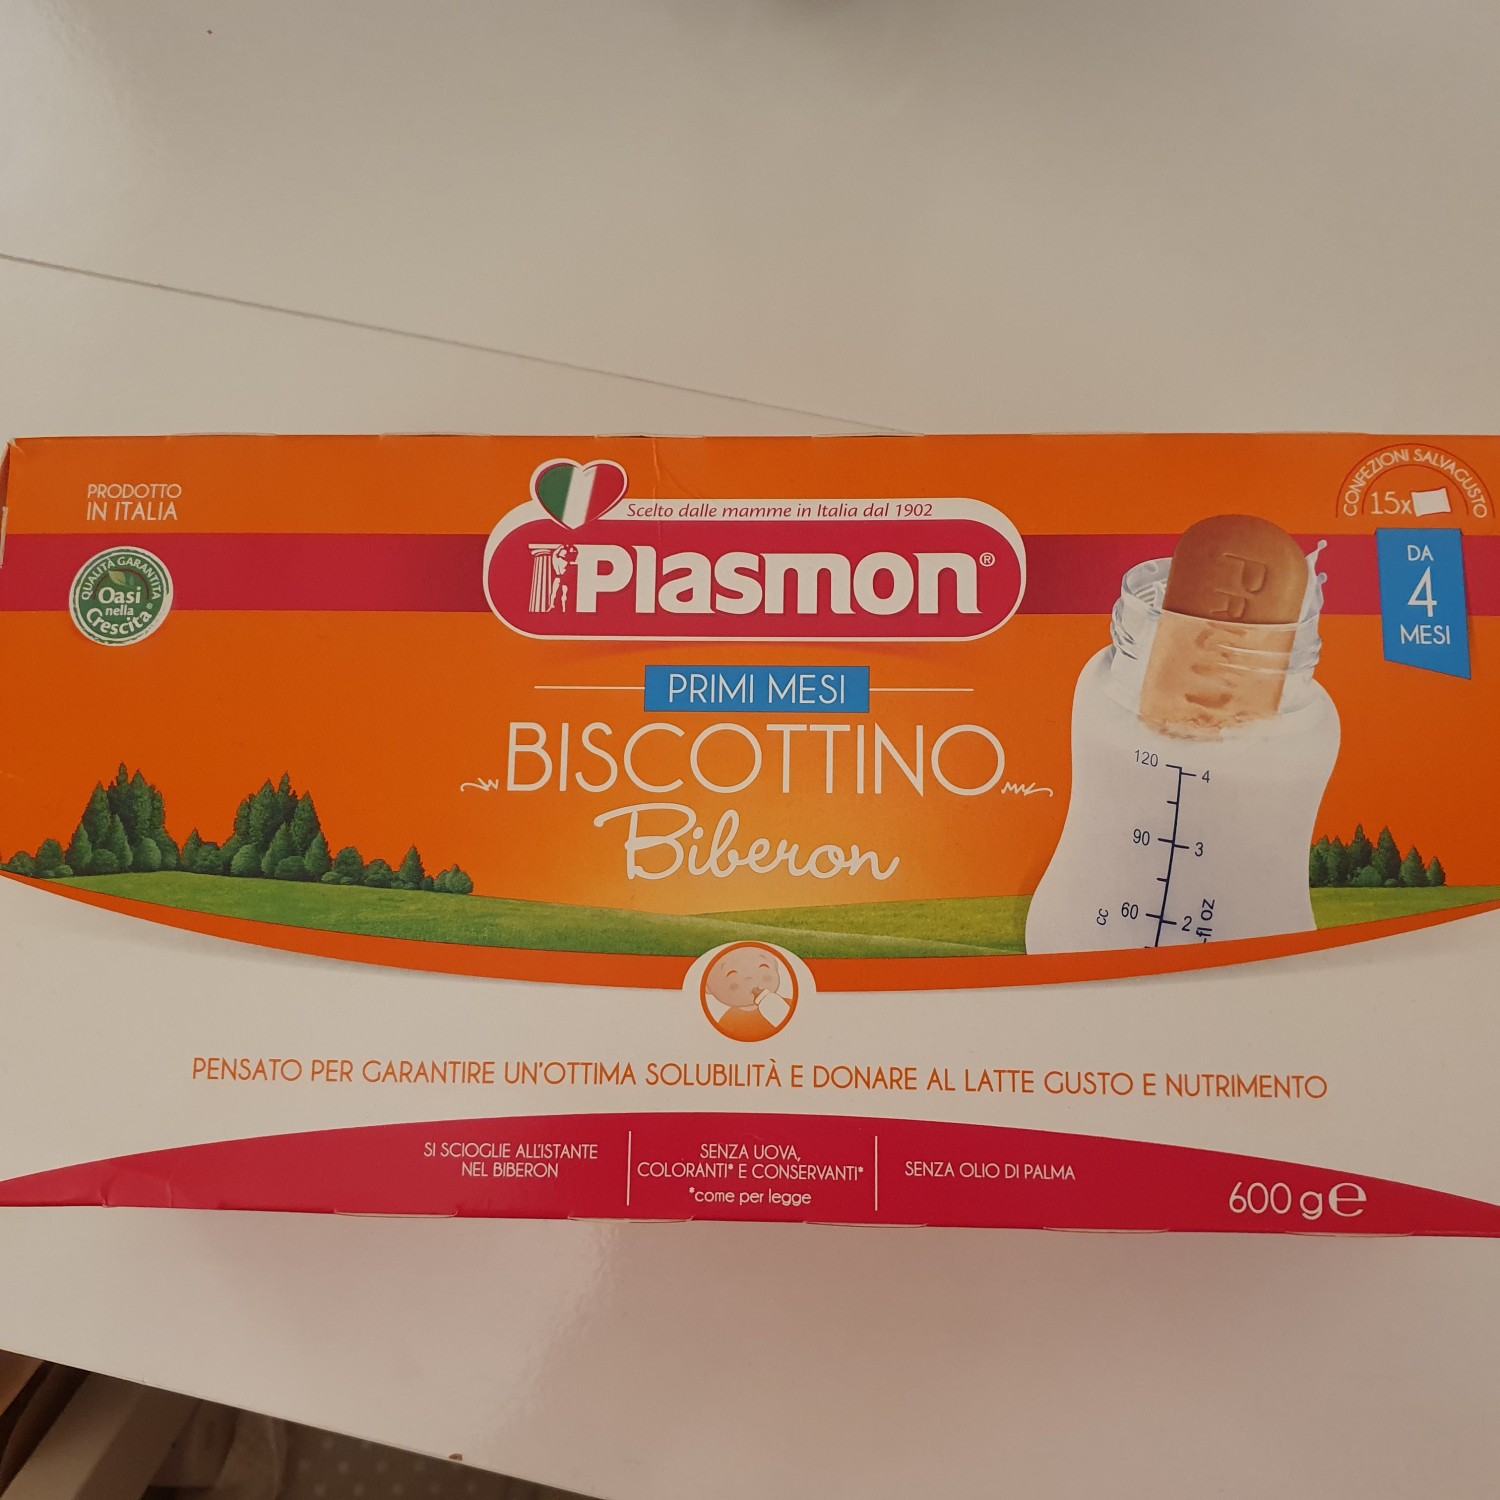 PRODOTTO
IN ITALIA
QUALITÀ GARANTITA
Oasi
nella
Crescita®
Scelto dalle mamme in Italia dal 1902
Plasmon®
CONFEZIONI SALVAGUSTO
15x
DA
4
MESI
PRIMI MESI
BISCOTTINO
Biberon
120 4
90 3
cc 60 2 fl oz
PENSATO PER GARANTIRE UN'OTTIMA SOLUBILITÀ E DONARE AL LATTE GUSTO E NUTRIMENTO
SI SCIOGLIE ALL'ISTANTE
NEL BIBERON
SENZA UOVA,
COLORANTI* E CONSERVANTI*
*come per legge
SENZA OLIO DI PALMA
600 g e